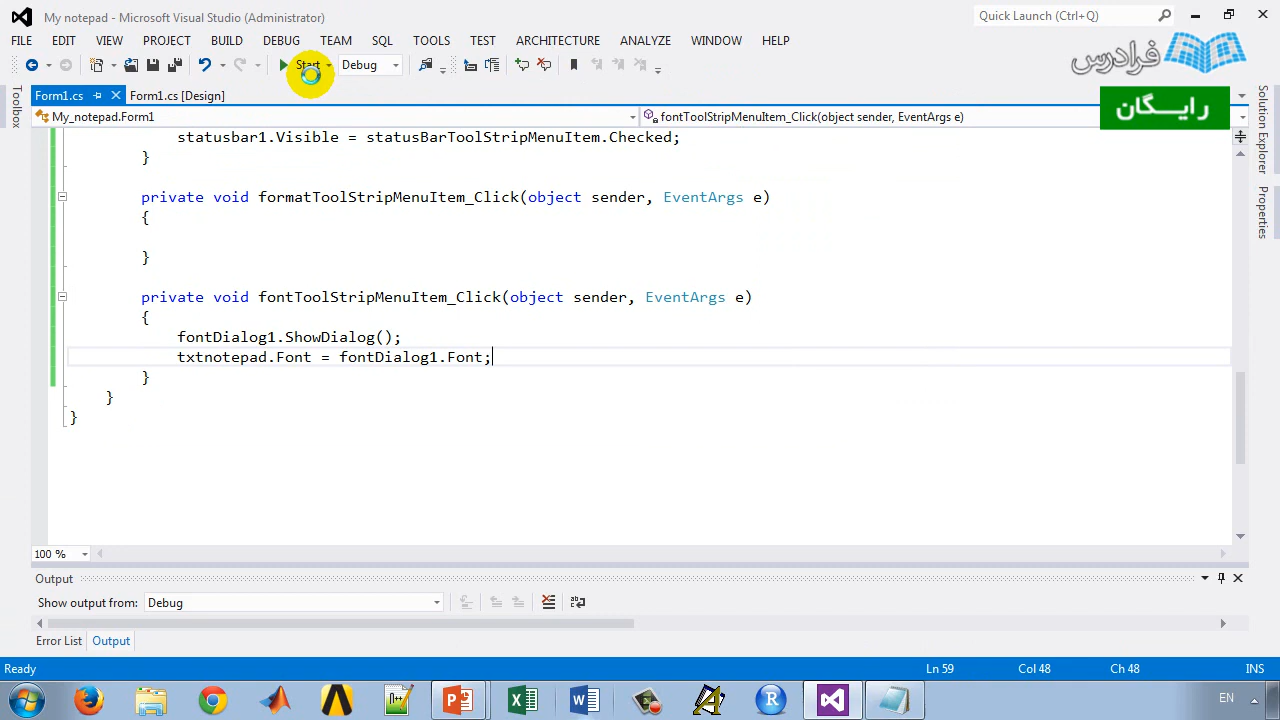 My notepad - Microsoft Visual Studio (Administrator)
Quick Launch (Ctrl+Q)
FILE EDIT VIEW PROJECT BUILD DEBUG TEAM SQL TOOLS TEST ARCHITECTURE ANALYZE WINDOW HELP
فرادرس
Start Debug
رایگان
Form1.cs Form1.cs [Design]
My_notepad.Form1 fontToolStripMenuItem_Click(object sender, EventArgs e)
Toolbox
Solution Explorer
Properties
statusbar1.Visible = statusBarToolStripMenuItem.Checked;
}
private void formatToolStripMenuItem_Click(object sender, EventArgs e)
{
}
private void fontToolStripMenuItem_Click(object sender, EventArgs e)
{
fontDialog1.ShowDialog();
txtnotepad.Font = fontDialog1.Font;
}
}
}
100 %
Output
Show output from: Debug
Error List Output
Ready Ln 59 Col 48 Ch 48 INS
EN